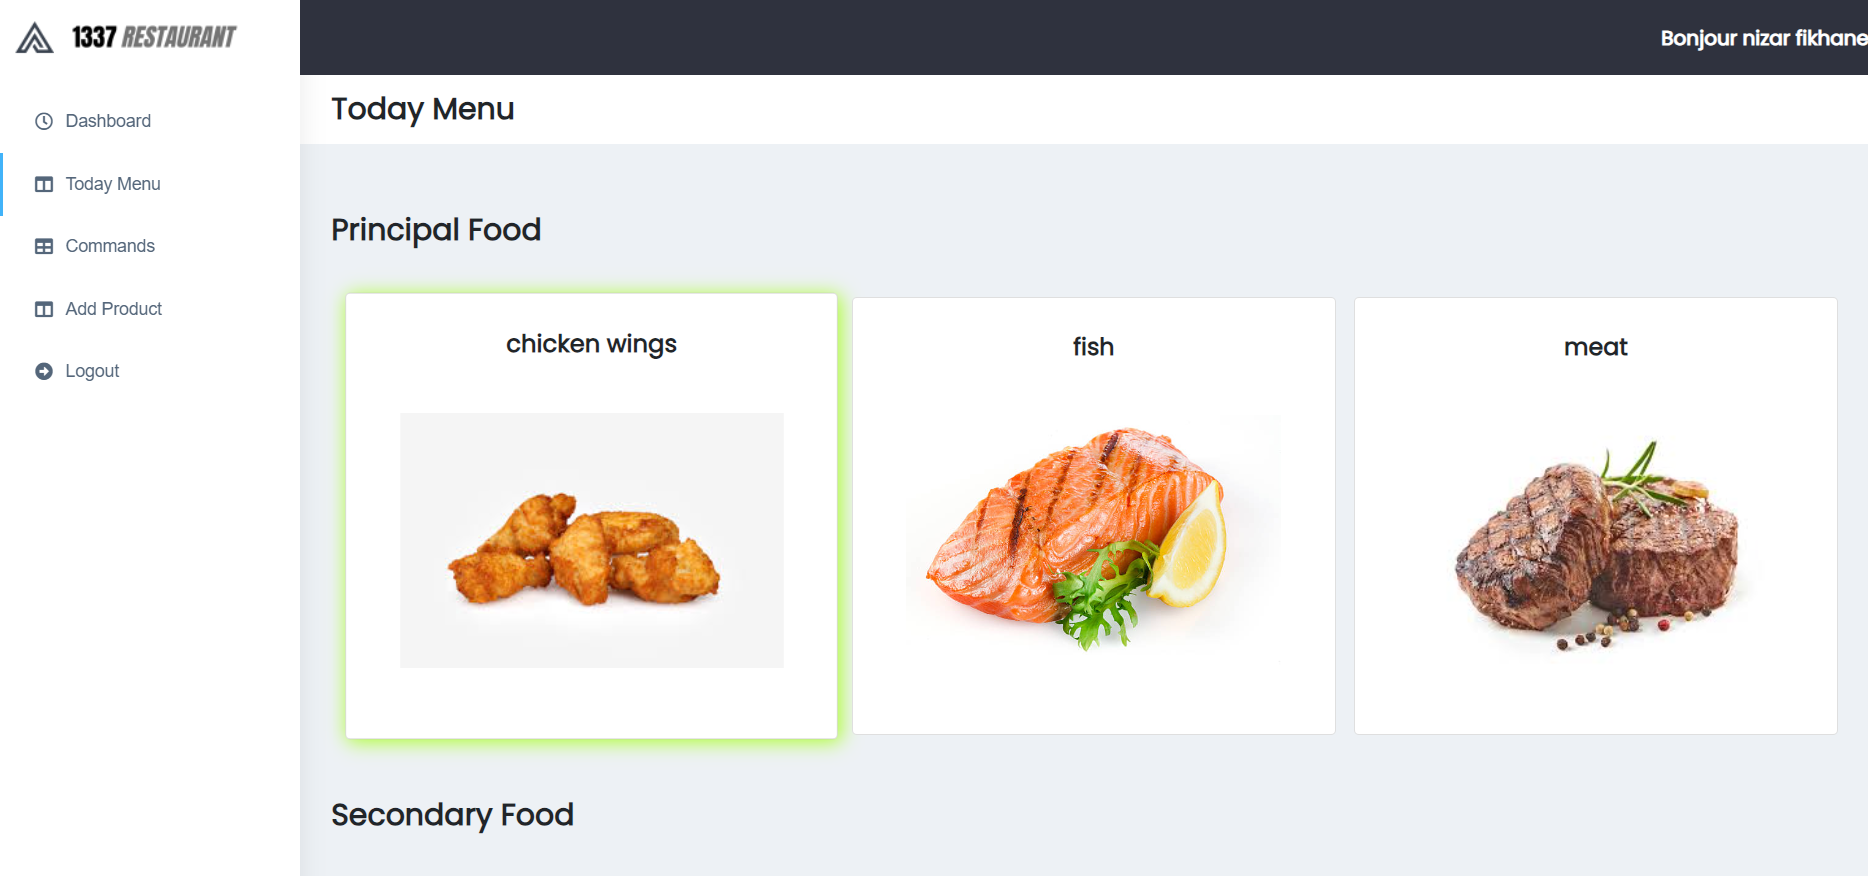 1337 RESTAURANT
Bonjour nizar fikhane
Dashboard
Today Menu
Commands
Add Product
Logout
Today Menu
Principal Food
chicken wings
fish
meat
Secondary Food